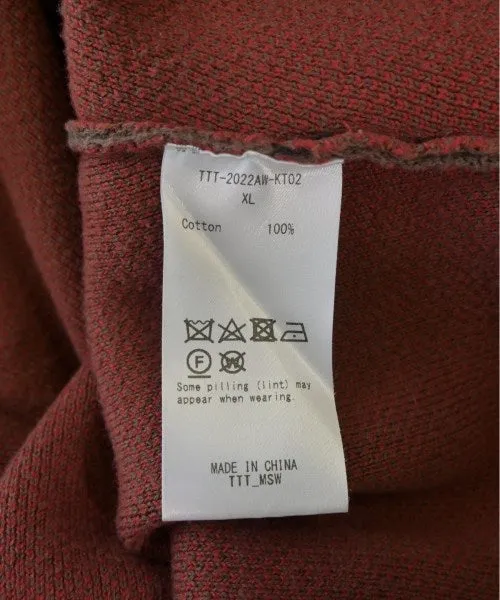 TTT-2022AW-KT02
XL
Cotton 100%
F W
Some pilling (lint) may
appear when wearing.
MADE IN CHINA
TTT_MSW